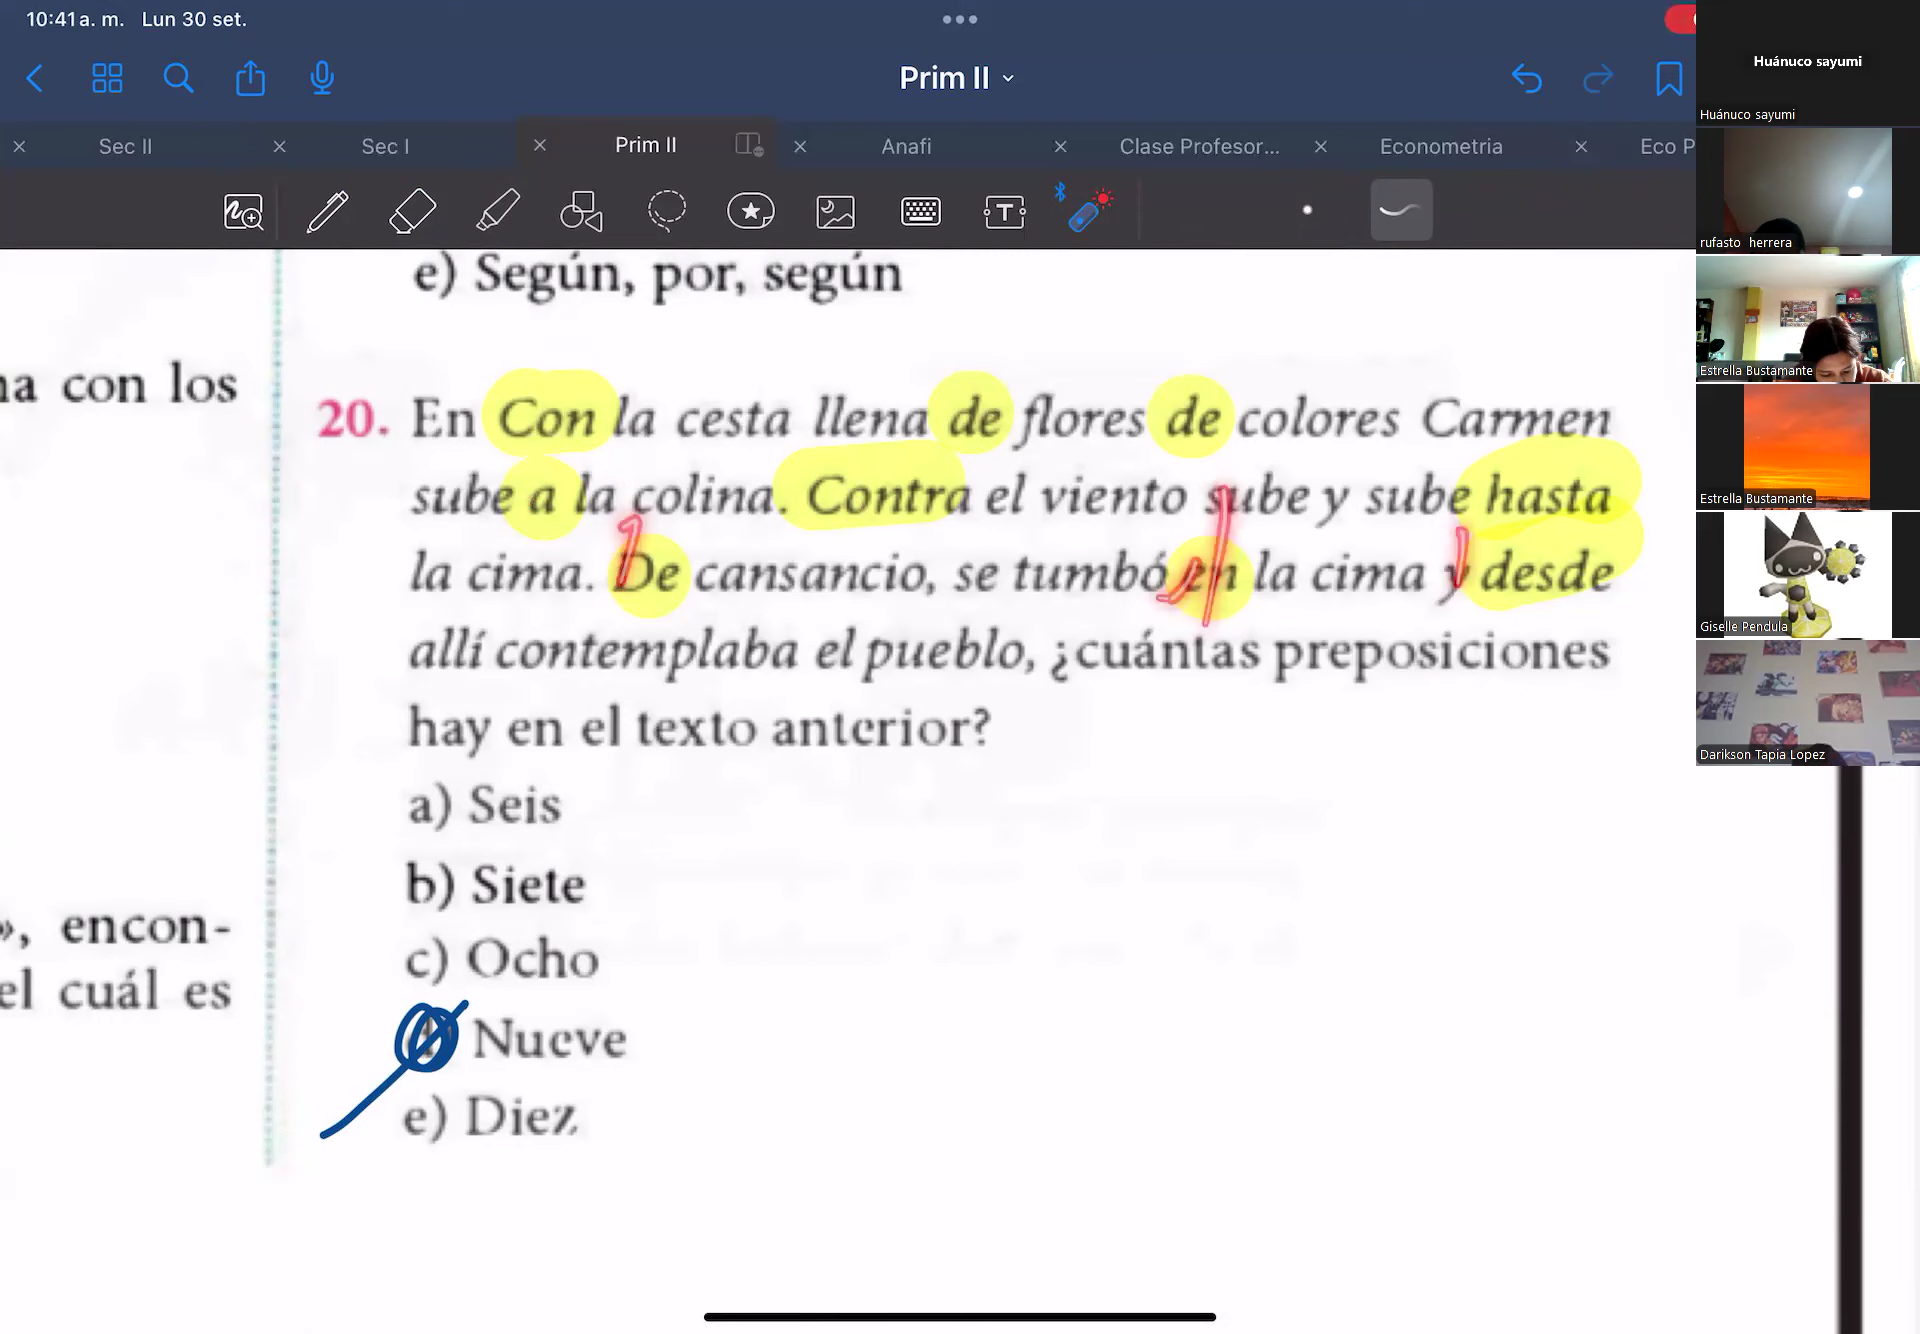 10:41 a. m. Lun 30 set.
Prim II
Sec II
Sec I
Prim II
Anafi
Clase Profesor...
Econometria
Eco P
Huánuco sayumi
Huánuco sayumi
rufasto herrera
Estrella Bustamante
Estrella Bustamante
Giselle Pendula
Darikson Tapia Lopez
na con los
», encon-
el cuál es
e) Según, por, según
20. En Con la cesta llena de flores de colores Carmen
sube a la colina. Contra el viento sube y sube hasta
la cima. De cansancio, se tumbó en la cima y desde
allí contemplaba el pueblo, ¿cuántas preposiciones
hay en el texto anterior?
a) Seis
b) Siete
c) Ocho
d) Nueve
e) Diez